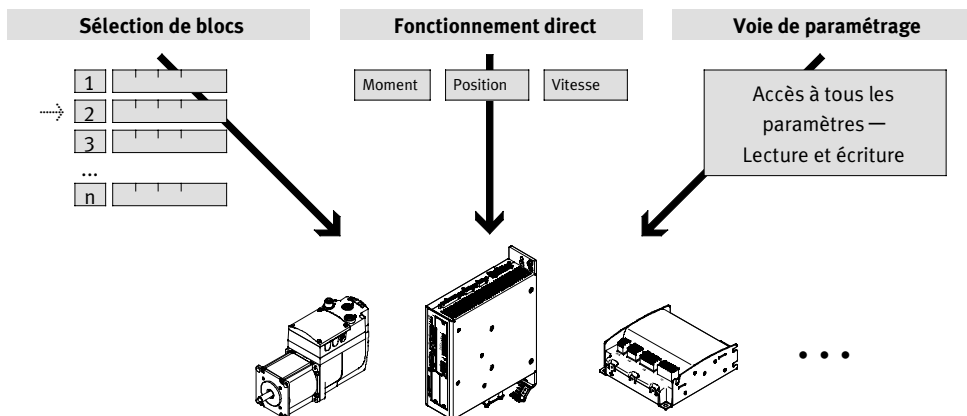 Sélection de blocs
Fonctionnement direct
Voie de paramétrage
1
2
3
...
n
Moment
Position
Vitesse
Accès à tous les
paramètres —
Lecture et écriture
• • •